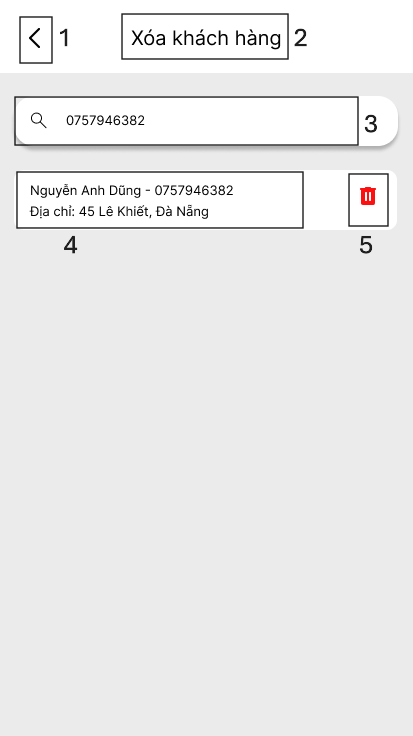 1
Xóa khách hàng 2
0757946382 3
Nguyễn Anh Dũng - 0757946382
Địa chỉ: 45 Lê Khiết, Đà Nẵng
4 5